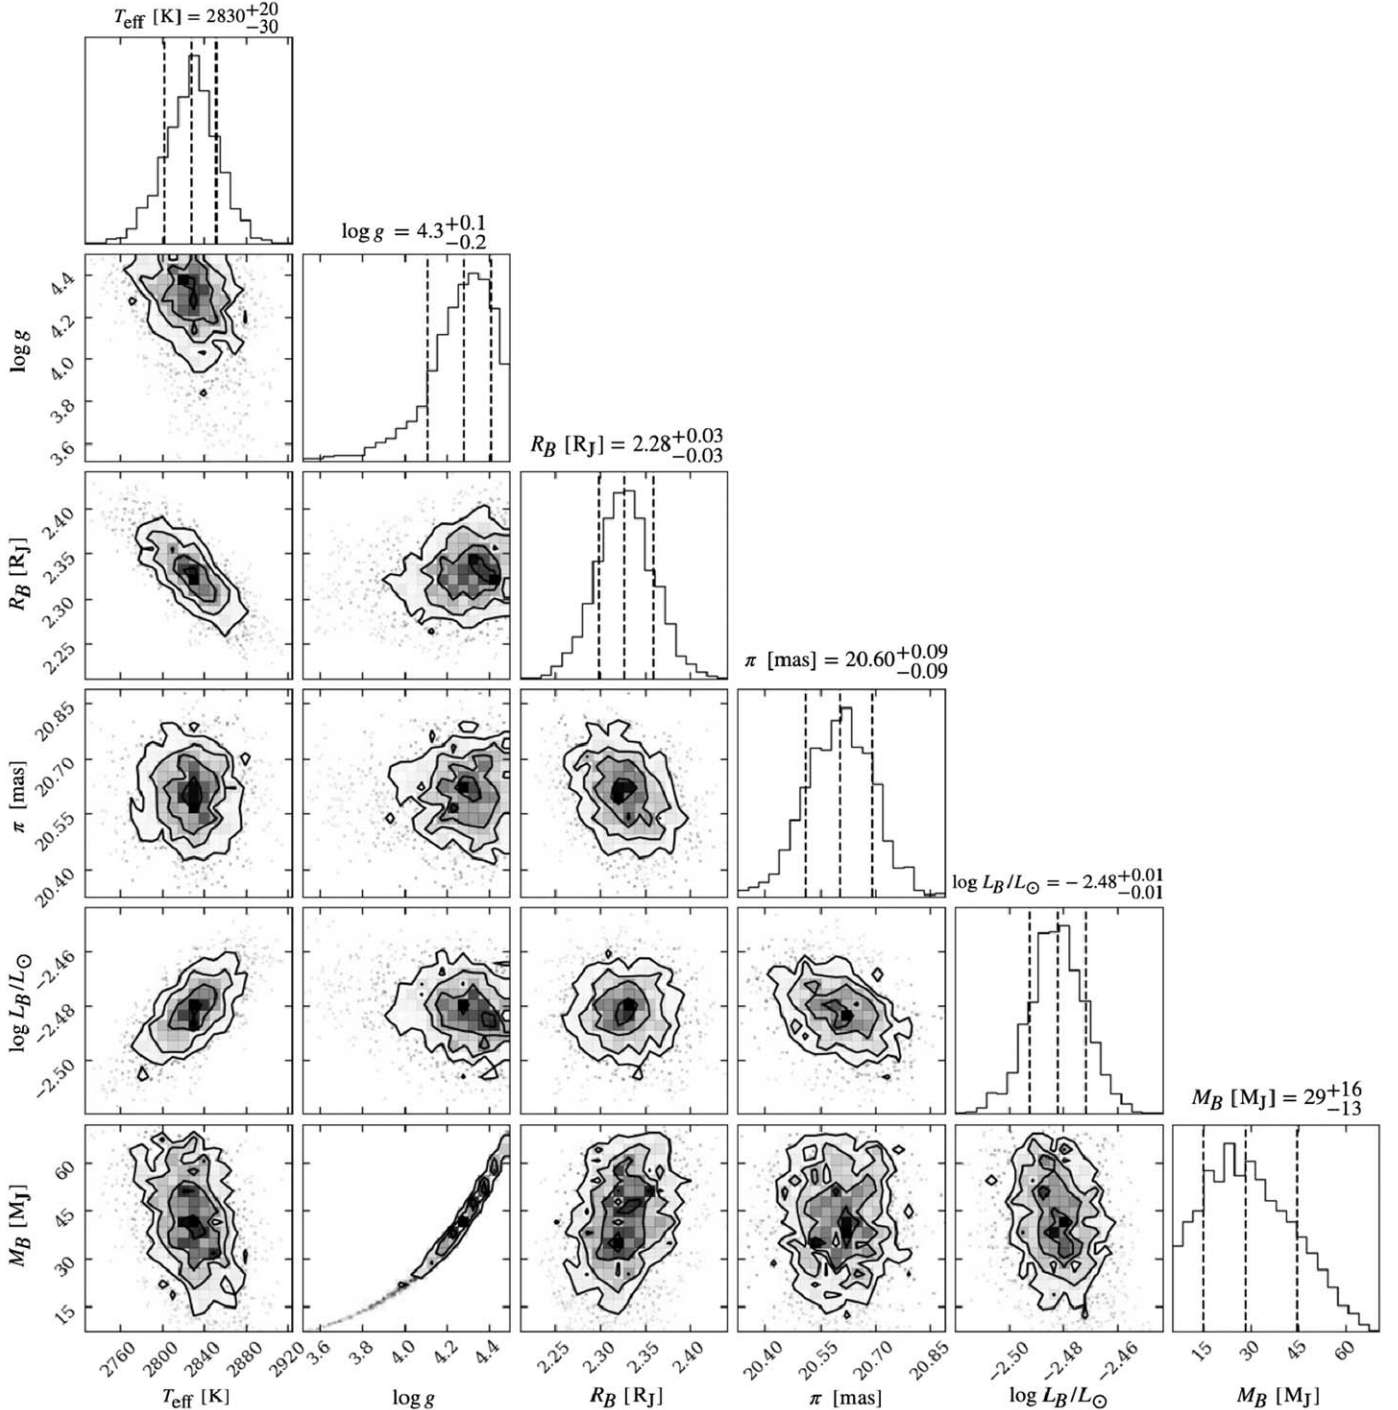 T_eff [K] = 2830 +20 −30
log g = 4.3 +0.1 −0.2
R_B [R_J] = 2.28 +0.03 −0.03
π [mas] = 20.60 +0.09 −0.09
log L_B/L_⊙ = −2.48 +0.01 −0.01
M_B [M_J] = 29 +16 −13
log g
4.4
4.2
4.0
3.8
3.6
R_B [R_J]
2.40
2.35
2.30
2.25
π [mas]
20.85
20.70
20.55
20.40
log L_B/L_⊙
−2.46
−2.48
−2.50
M_B [M_J]
60
45
30
15
2760 2800 2840 2880 2920
3.6 3.8 4.0 4.2 4.4
2.25 2.30 2.35 2.40
20.40 20.55 20.70 20.85
−2.50 −2.48 −2.46
15 30 45 60
T_eff [K]
log g
R_B [R_J]
π [mas]
log L_B/L_⊙
M_B [M_J]